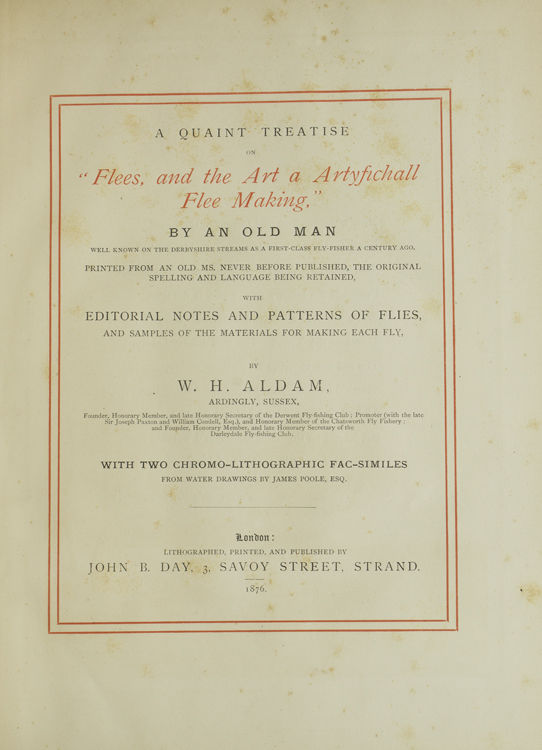 A QUAINT TREATISE
ON
"Flees, and the Art a Artyfichall
Flee Making,"
BY AN OLD MAN
WELL KNOWN ON THE DERBYSHIRE STREAMS AS A FIRST-CLASS FLY-FISHER A CENTURY AGO,
PRINTED FROM AN OLD MS. NEVER BEFORE PUBLISHED, THE ORIGINAL
SPELLING AND LANGUAGE BEING RETAINED,
WITH
EDITORIAL NOTES AND PATTERNS OF FLIES,
AND SAMPLES OF THE MATERIALS FOR MAKING EACH FLY,
BY
W. H. ALDAM,
ARDINGLY, SUSSEX,
Founder, Honorary Member, and late Honorary Secretary of the Derwent Fly-fishing Club; Promoter (with the late
Sir Joseph Paxton and William Condell, Esq.), and Honorary Member of the Chatsworth Fly Fishery;
and Founder, Honorary Member, and late Honorary Secretary of the
Darleydale Fly-fishing Club.
WITH TWO CHROMO-LITHOGRAPHIC FAC-SIMILES
FROM WATER DRAWINGS BY JAMES POOLE, ESQ.
London:
LITHOGRAPHED, PRINTED, AND PUBLISHED BY
JOHN B. DAY, 3, SAVOY STREET, STRAND.
1876.